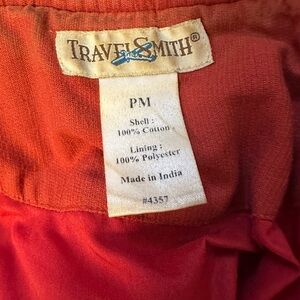 TRAVELSMITH®
PM
Shell :
100% Cotton
Lining :
100% Polyester
Made in India
#4357